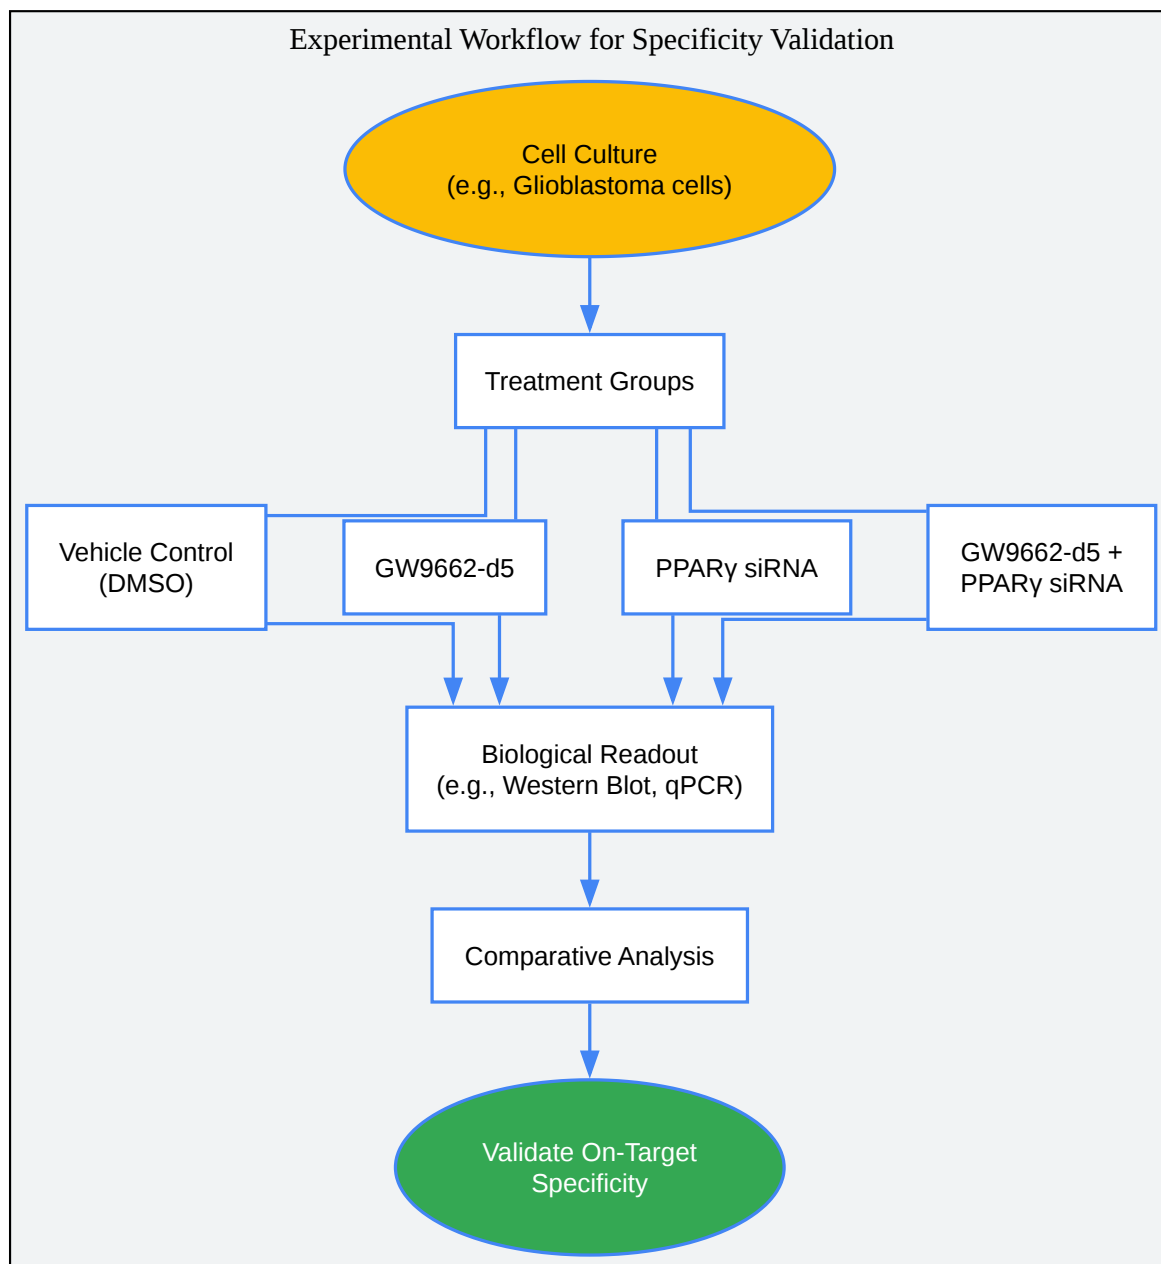 Experimental Workflow for Specificity Validation
Cell Culture
(e.g., Glioblastoma cells)
Treatment Groups
Vehicle Control
(DMSO)
GW9662-d5
PPARγ siRNA
GW9662-d5 +
PPARγ siRNA
Biological Readout
(e.g., Western Blot, qPCR)
Comparative Analysis
Validate On-Target
Specificity